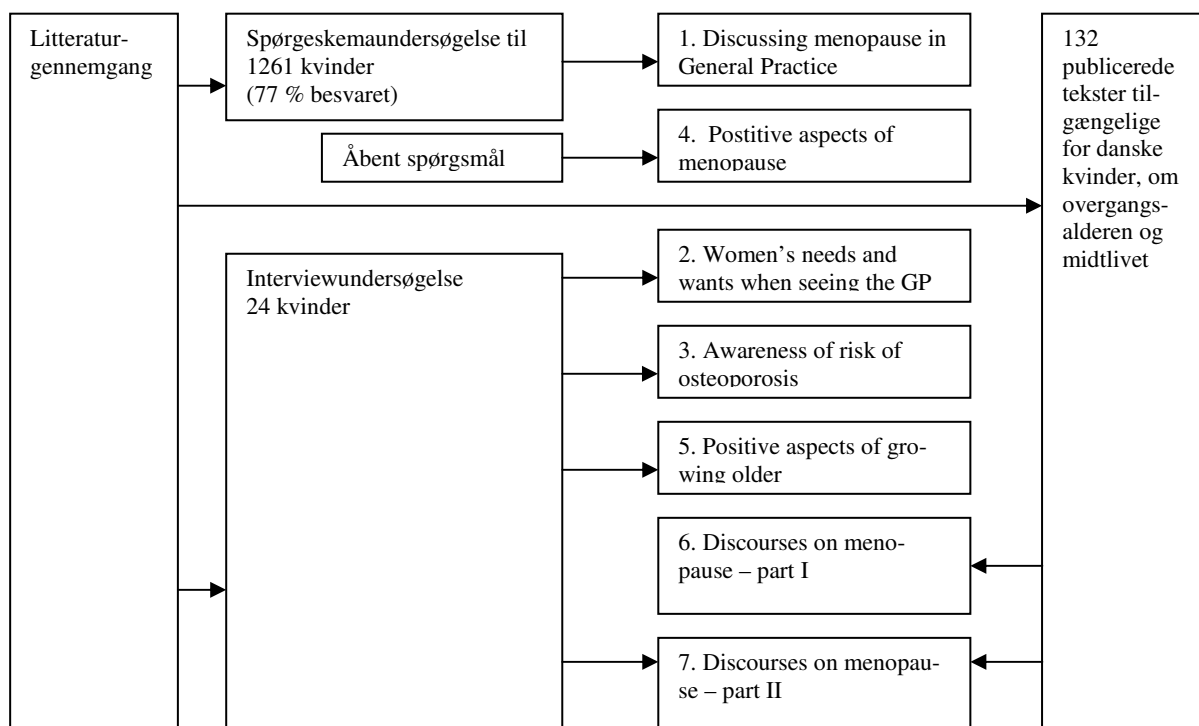 Litteratur-
gennemgang
Spørgeskemaundersøgelse til
1261 kvinder
(77 % besvaret)
Åbent spørgsmål
Interviewundersøgelse
24 kvinder
1. Discussing menopause in
General Practice
4. Postitive aspects of
menopause
2. Women’s needs and
wants when seeing the GP
3. Awareness of risk of
osteoporosis
5. Positive aspects of gro-
wing older
6. Discourses on meno-
pause – part I
7. Discourses on menopau-
se – part II
132
publicerede
tekster til-
gængelige
for danske
kvinder, om
overgangs-
alderen og
midtlivet